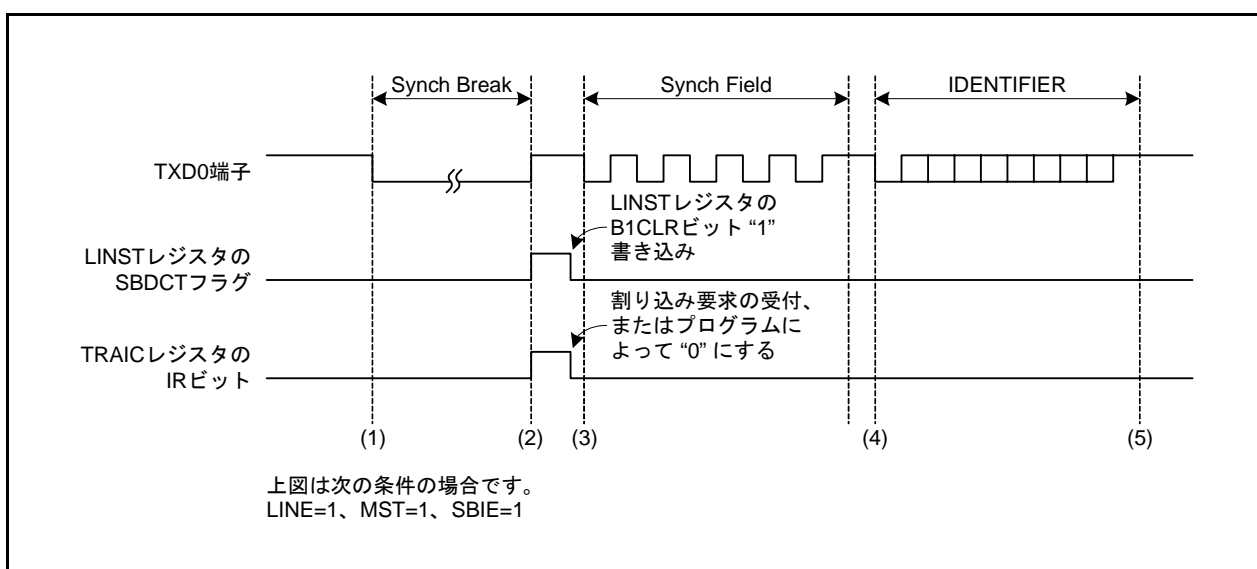 Synch Break
Synch Field
IDENTIFIER
TXD0端子
LINSTレジスタの
B1CLRビット “1”
書き込み
LINSTレジスタの
SBDCTフラグ
割り込み要求の受付、
またはプログラムに
よって “0” にする
TRAICレジスタの
IRビット
(1)
(2)
(3)
(4)
(5)
上図は次の条件の場合です。
LINE=1、MST=1、SBIE=1